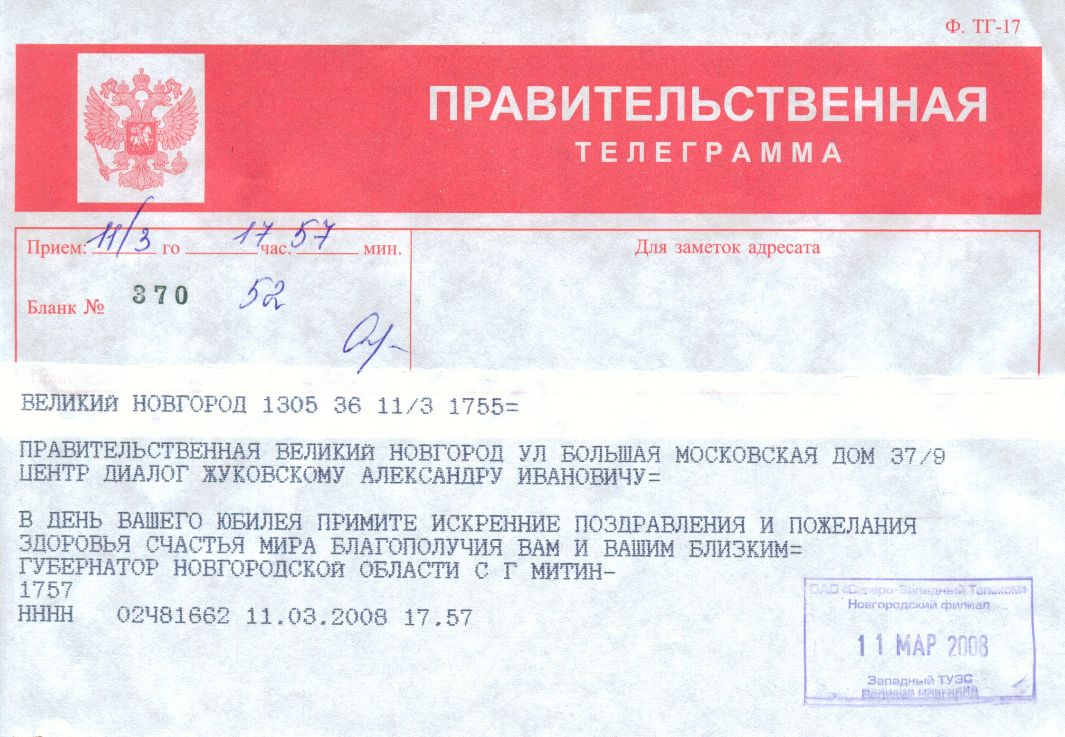 Ф. ТГ-17
ПРАВИТЕЛЬСТВЕННАЯ
ТЕЛЕГРАММА
Прием: 11/3 го 17 час. 57 мин.
Для заметок адресата
Бланк № 370 52
ВЕЛИКИЙ НОВГОРОД 1305 36 11/3 1755=
ПРАВИТЕЛЬСТВЕННАЯ ВЕЛИКИЙ НОВГОРОД УЛ БОЛЬШАЯ МОСКОВСКАЯ ДОМ 37/9
ЦЕНТР ДИАЛОГ ЖУКОВСКОМУ АЛЕКСАНДРУ ИВАНОВИЧУ=
В ДЕНЬ ВАШЕГО ЮБИЛЕЯ ПРИМИТЕ ИСКРЕННИЕ ПОЗДРАВЛЕНИЯ И ПОЖЕЛАНИЯ
ЗДОРОВЬЯ СЧАСТЬЯ МИРА БЛАГОПОЛУЧИЯ ВАМ И ВАШИМ БЛИЗКИМ=
ГУБЕРНАТОР НОВГОРОДСКОЙ ОБЛАСТИ С Г МИТИН-
1757
НННН 02Ч81662 11.03.2008 17.57
ОАО «Северо-Западный Телеком»
Новгородский филиал
11 МАР 2008
Западный ТУЭС
Великий Новгород